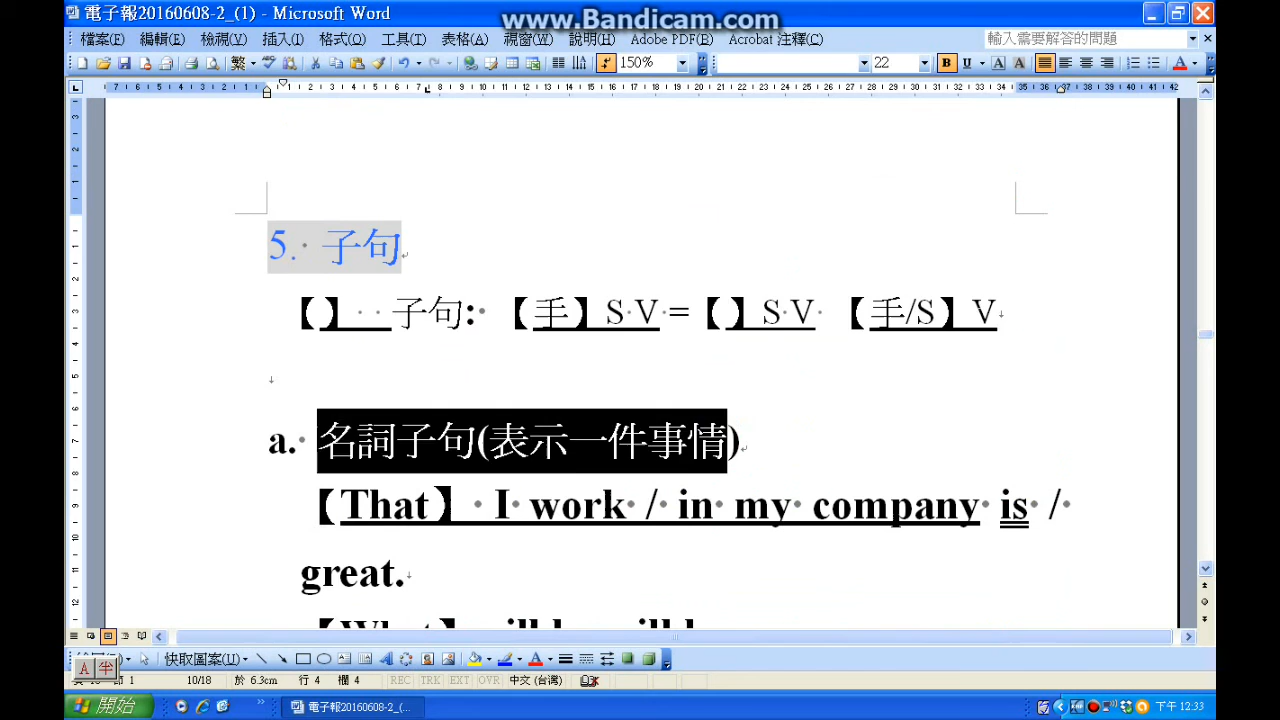 電子報20160608-2_(1) - Microsoft Word
www.Bandicam.com
檔案(F) 編輯(E) 檢視(V) 插入(I) 格式(O) 工具(T) 表格(A) 視窗(W) 說明(H) Adobe PDF(B) Acrobat 注釋(C) 輸入需要解答的問題
繁 150% 22 B U A A A
5. 子句
【】 子句: 【手】 S V = 【】 S V 【手/S】 V
a. 名詞子句(表示一件事情)
【That】 I work / in my company is /
great.
快取圖案(U)
A 半
10/18 於 6.3cm 行 4 欄 4 REC TRK EXT OVR 中文 (台灣)
開始 電子報20160608-2_(... 下午 12:33